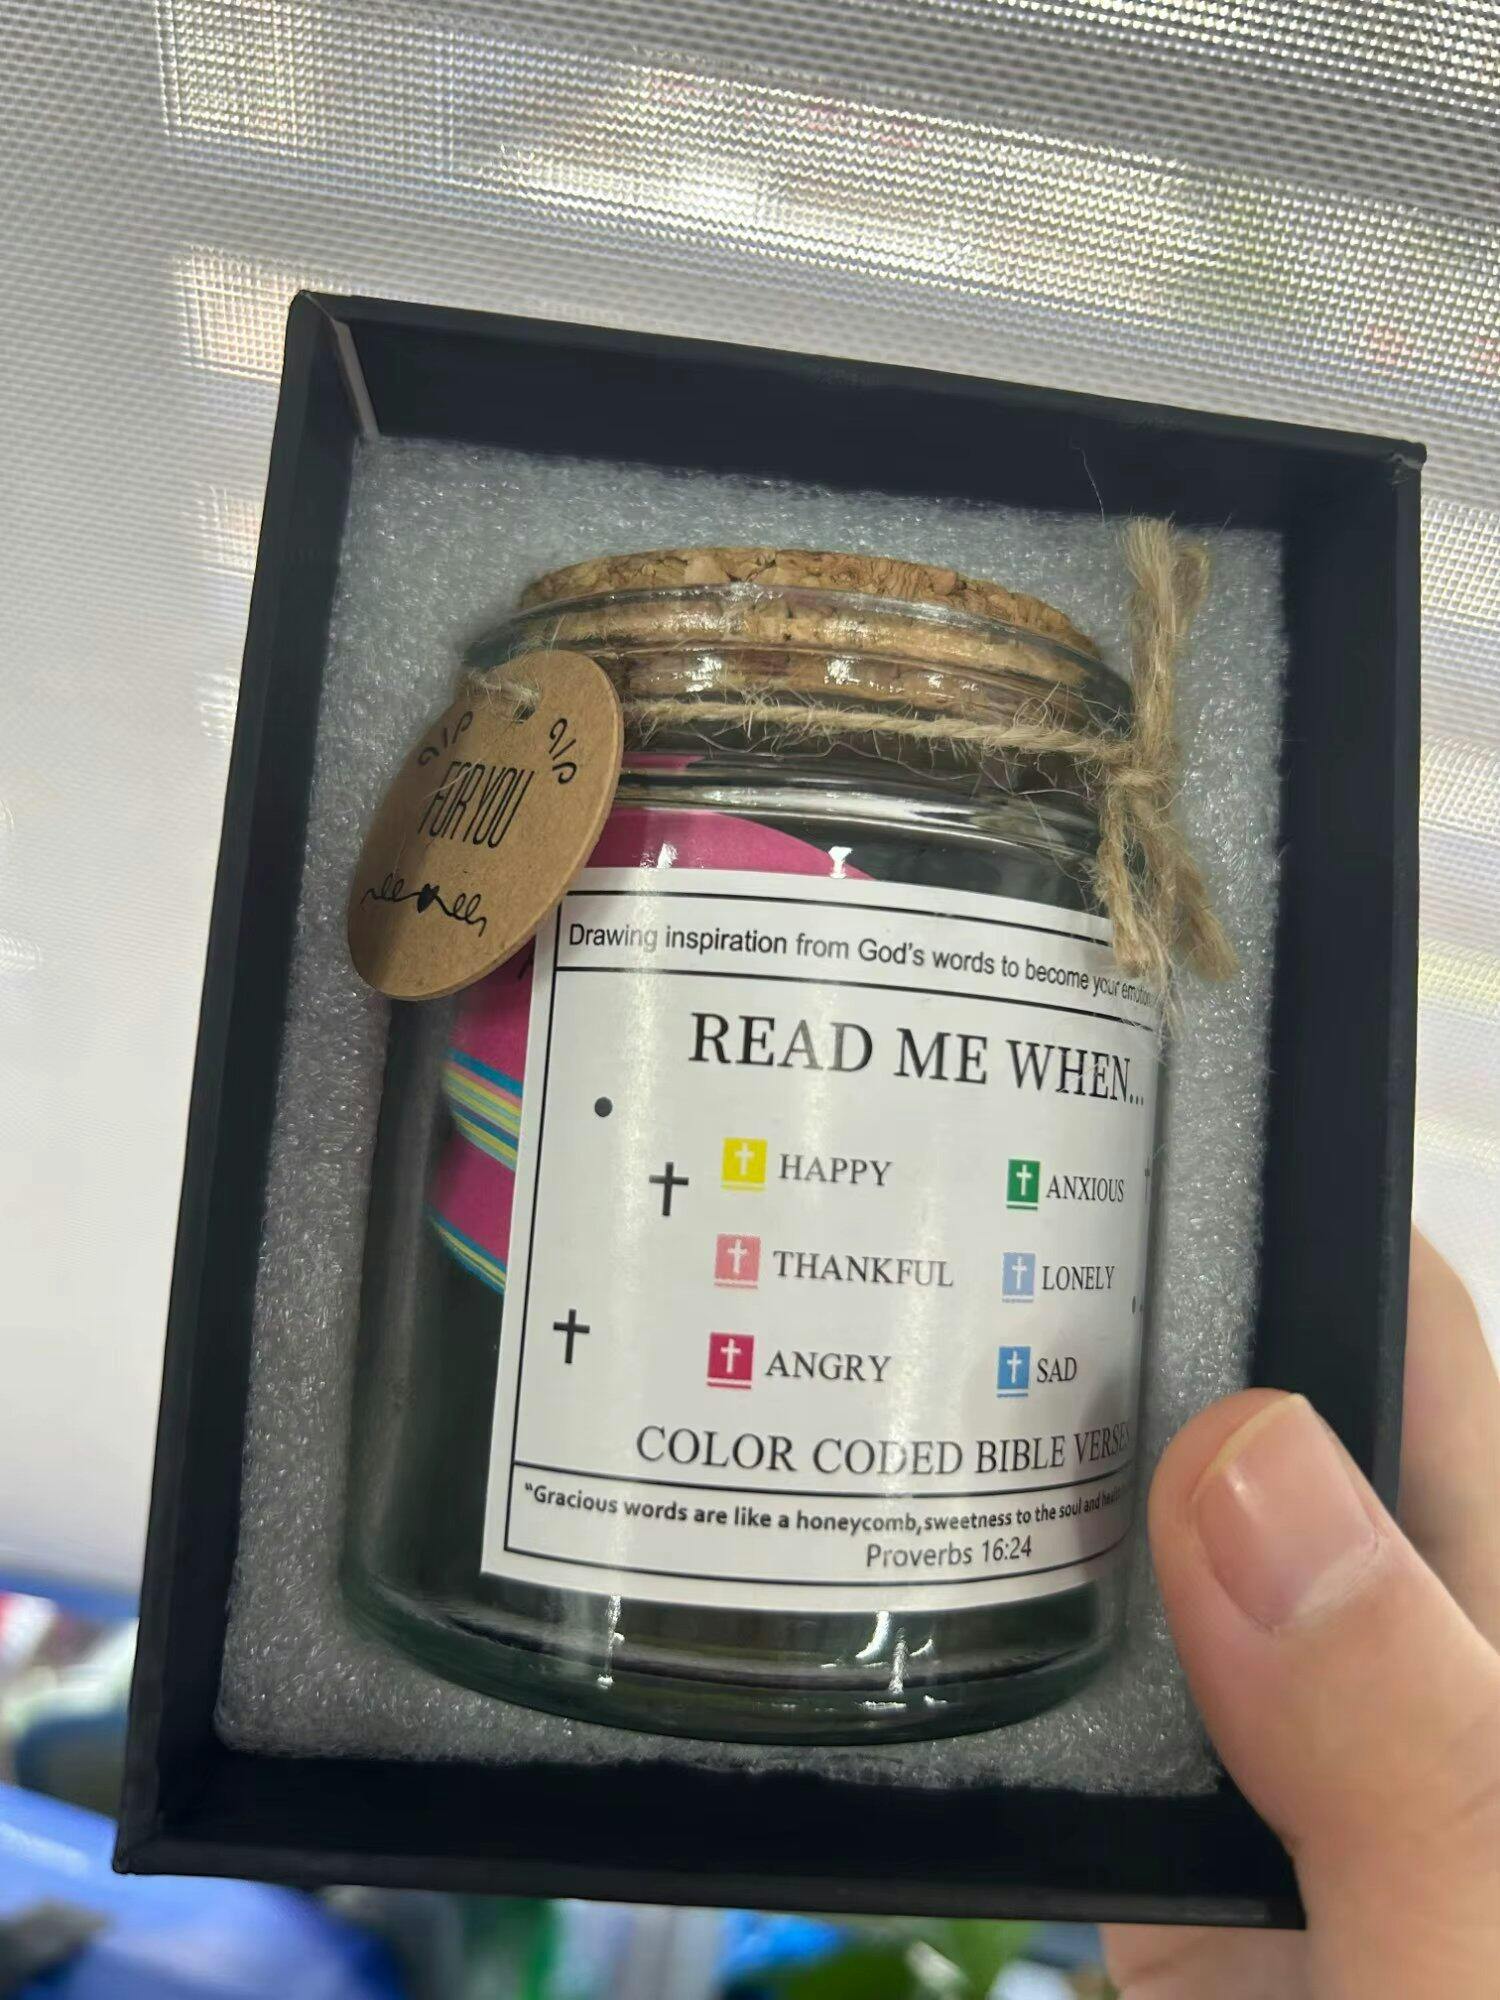 FOR YOU
Drawing inspiration from God's words to become your
READ ME WHEN...
HAPPY ANXIOUS
THANKFUL LONELY
ANGRY SAD
COLOR CODED BIBLE VERSES
"Gracious words are like a honeycomb,sweetness to the soul and
Proverbs 16:24